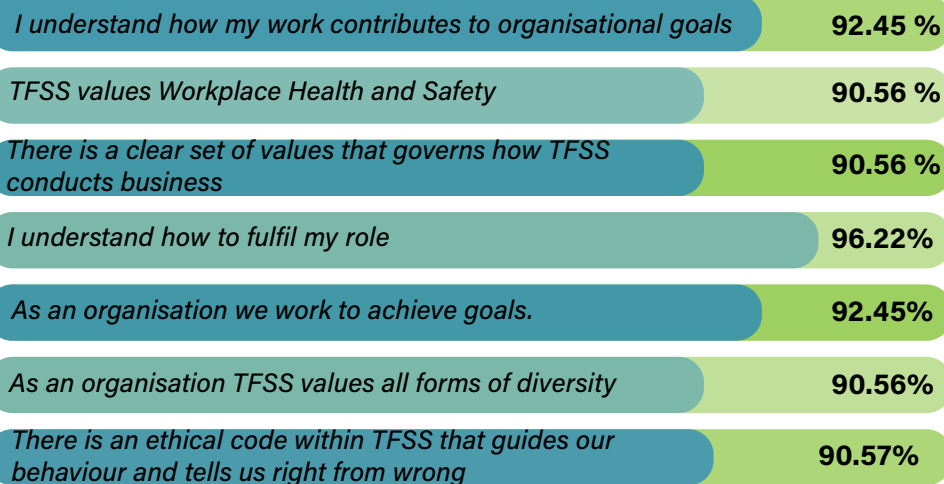 I understand how my work contributes to organisational goals 92.45 %
TFSS values Workplace Health and Safety 90.56 %
There is a clear set of values that governs how TFSS
conducts business
90.56 %
I understand how to fulfil my role 96.22%
As an organisation we work to achieve goals. 92.45%
As an organisation TFSS values all forms of diversity 90.56%
There is an ethical code within TFSS that guides our
behaviour and tells us right from wrong
90.57%